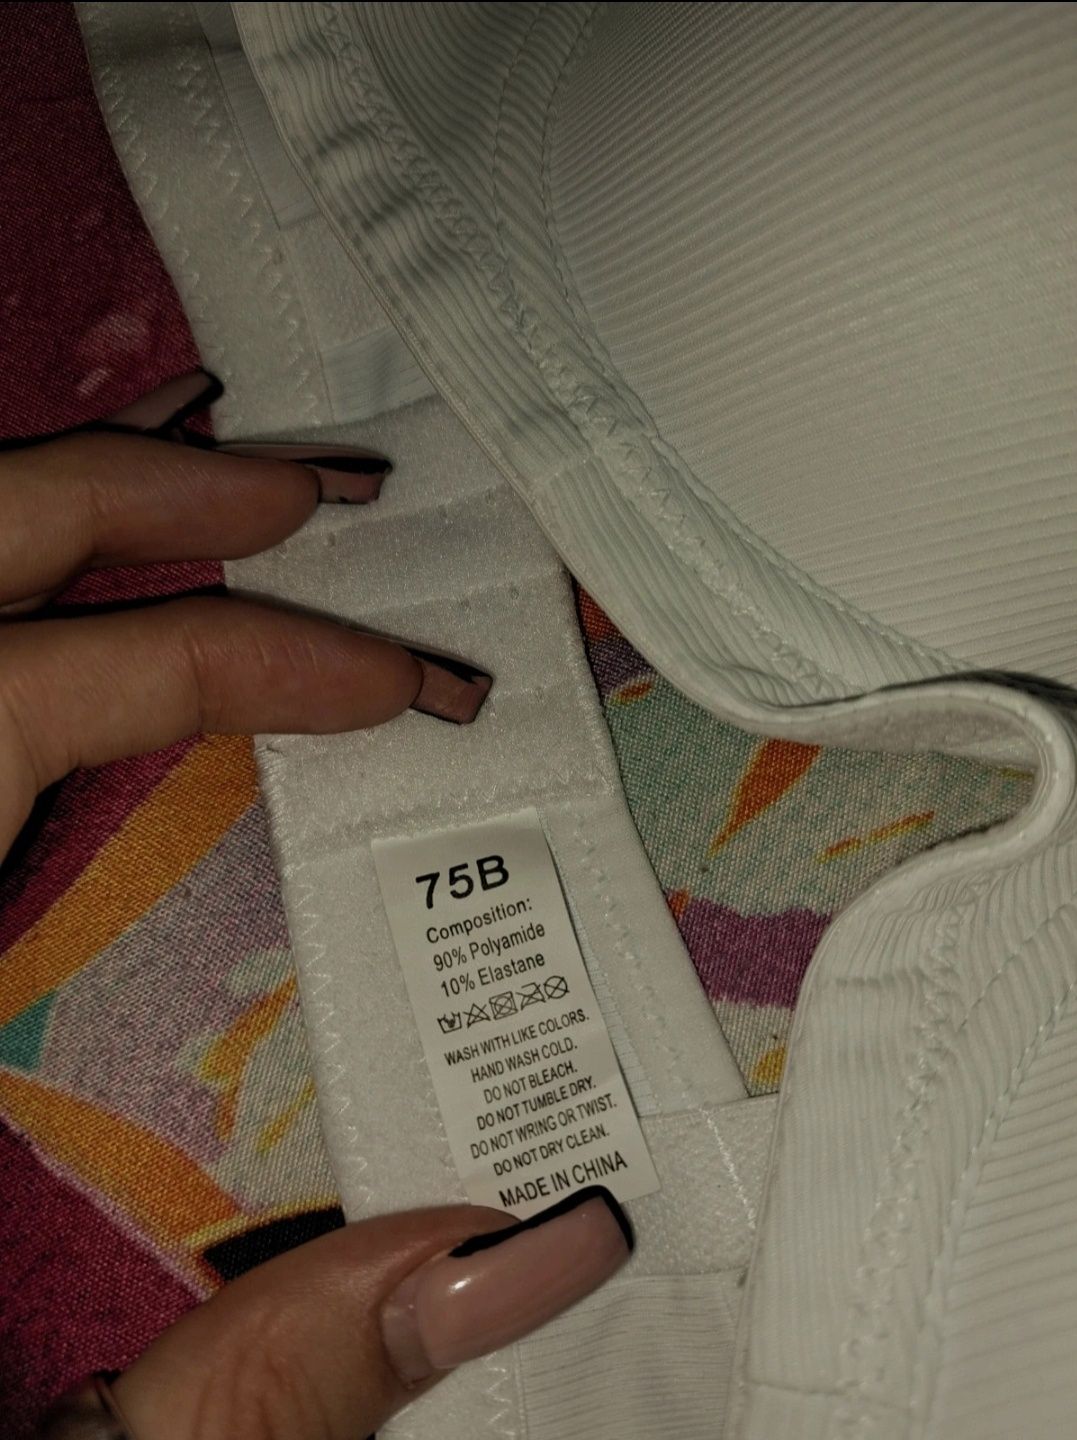 75B
Composition:
90% Polyamide
10% Elastane
WASH WITH LIKE COLORS.
HAND WASH COLD.
DO NOT BLEACH.
DO NOT TUMBLE DRY.
DO NOT WRING OR TWIST.
DO NOT DRY CLEAN.
MADE IN CHINA